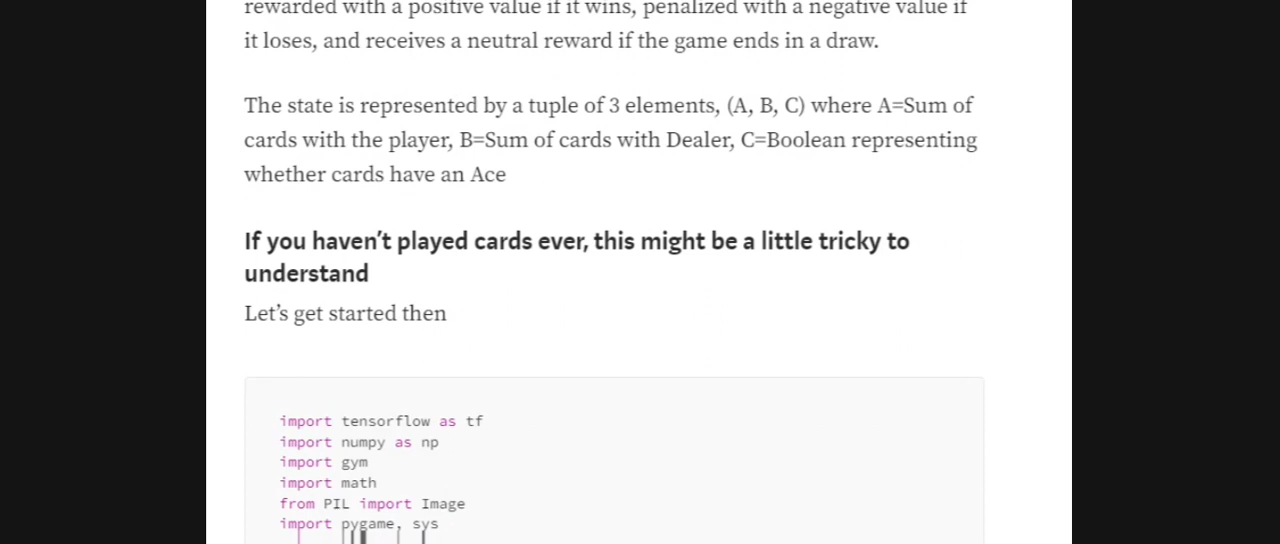 rewarded with a positive value if it wins, penalized with a negative value if
it loses, and receives a neutral reward if the game ends in a draw.
The state is represented by a tuple of 3 elements, (A, B, C) where A=Sum of
cards with the player, B=Sum of cards with Dealer, C=Boolean representing
whether cards have an Ace
If you haven’t played cards ever, this might be a little tricky to
understand
Let’s get started then
import tensorflow as tf
import numpy as np
import gym
import math
from PIL import Image
import pygame, sys